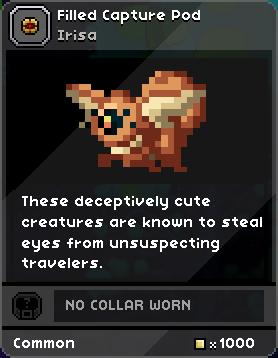 Filled Capture Pod
Irisa
These deceptively cute
creatures are known to steal
eyes from unsuspecting
travelers.
NO COLLAR WORN
Common
x1000